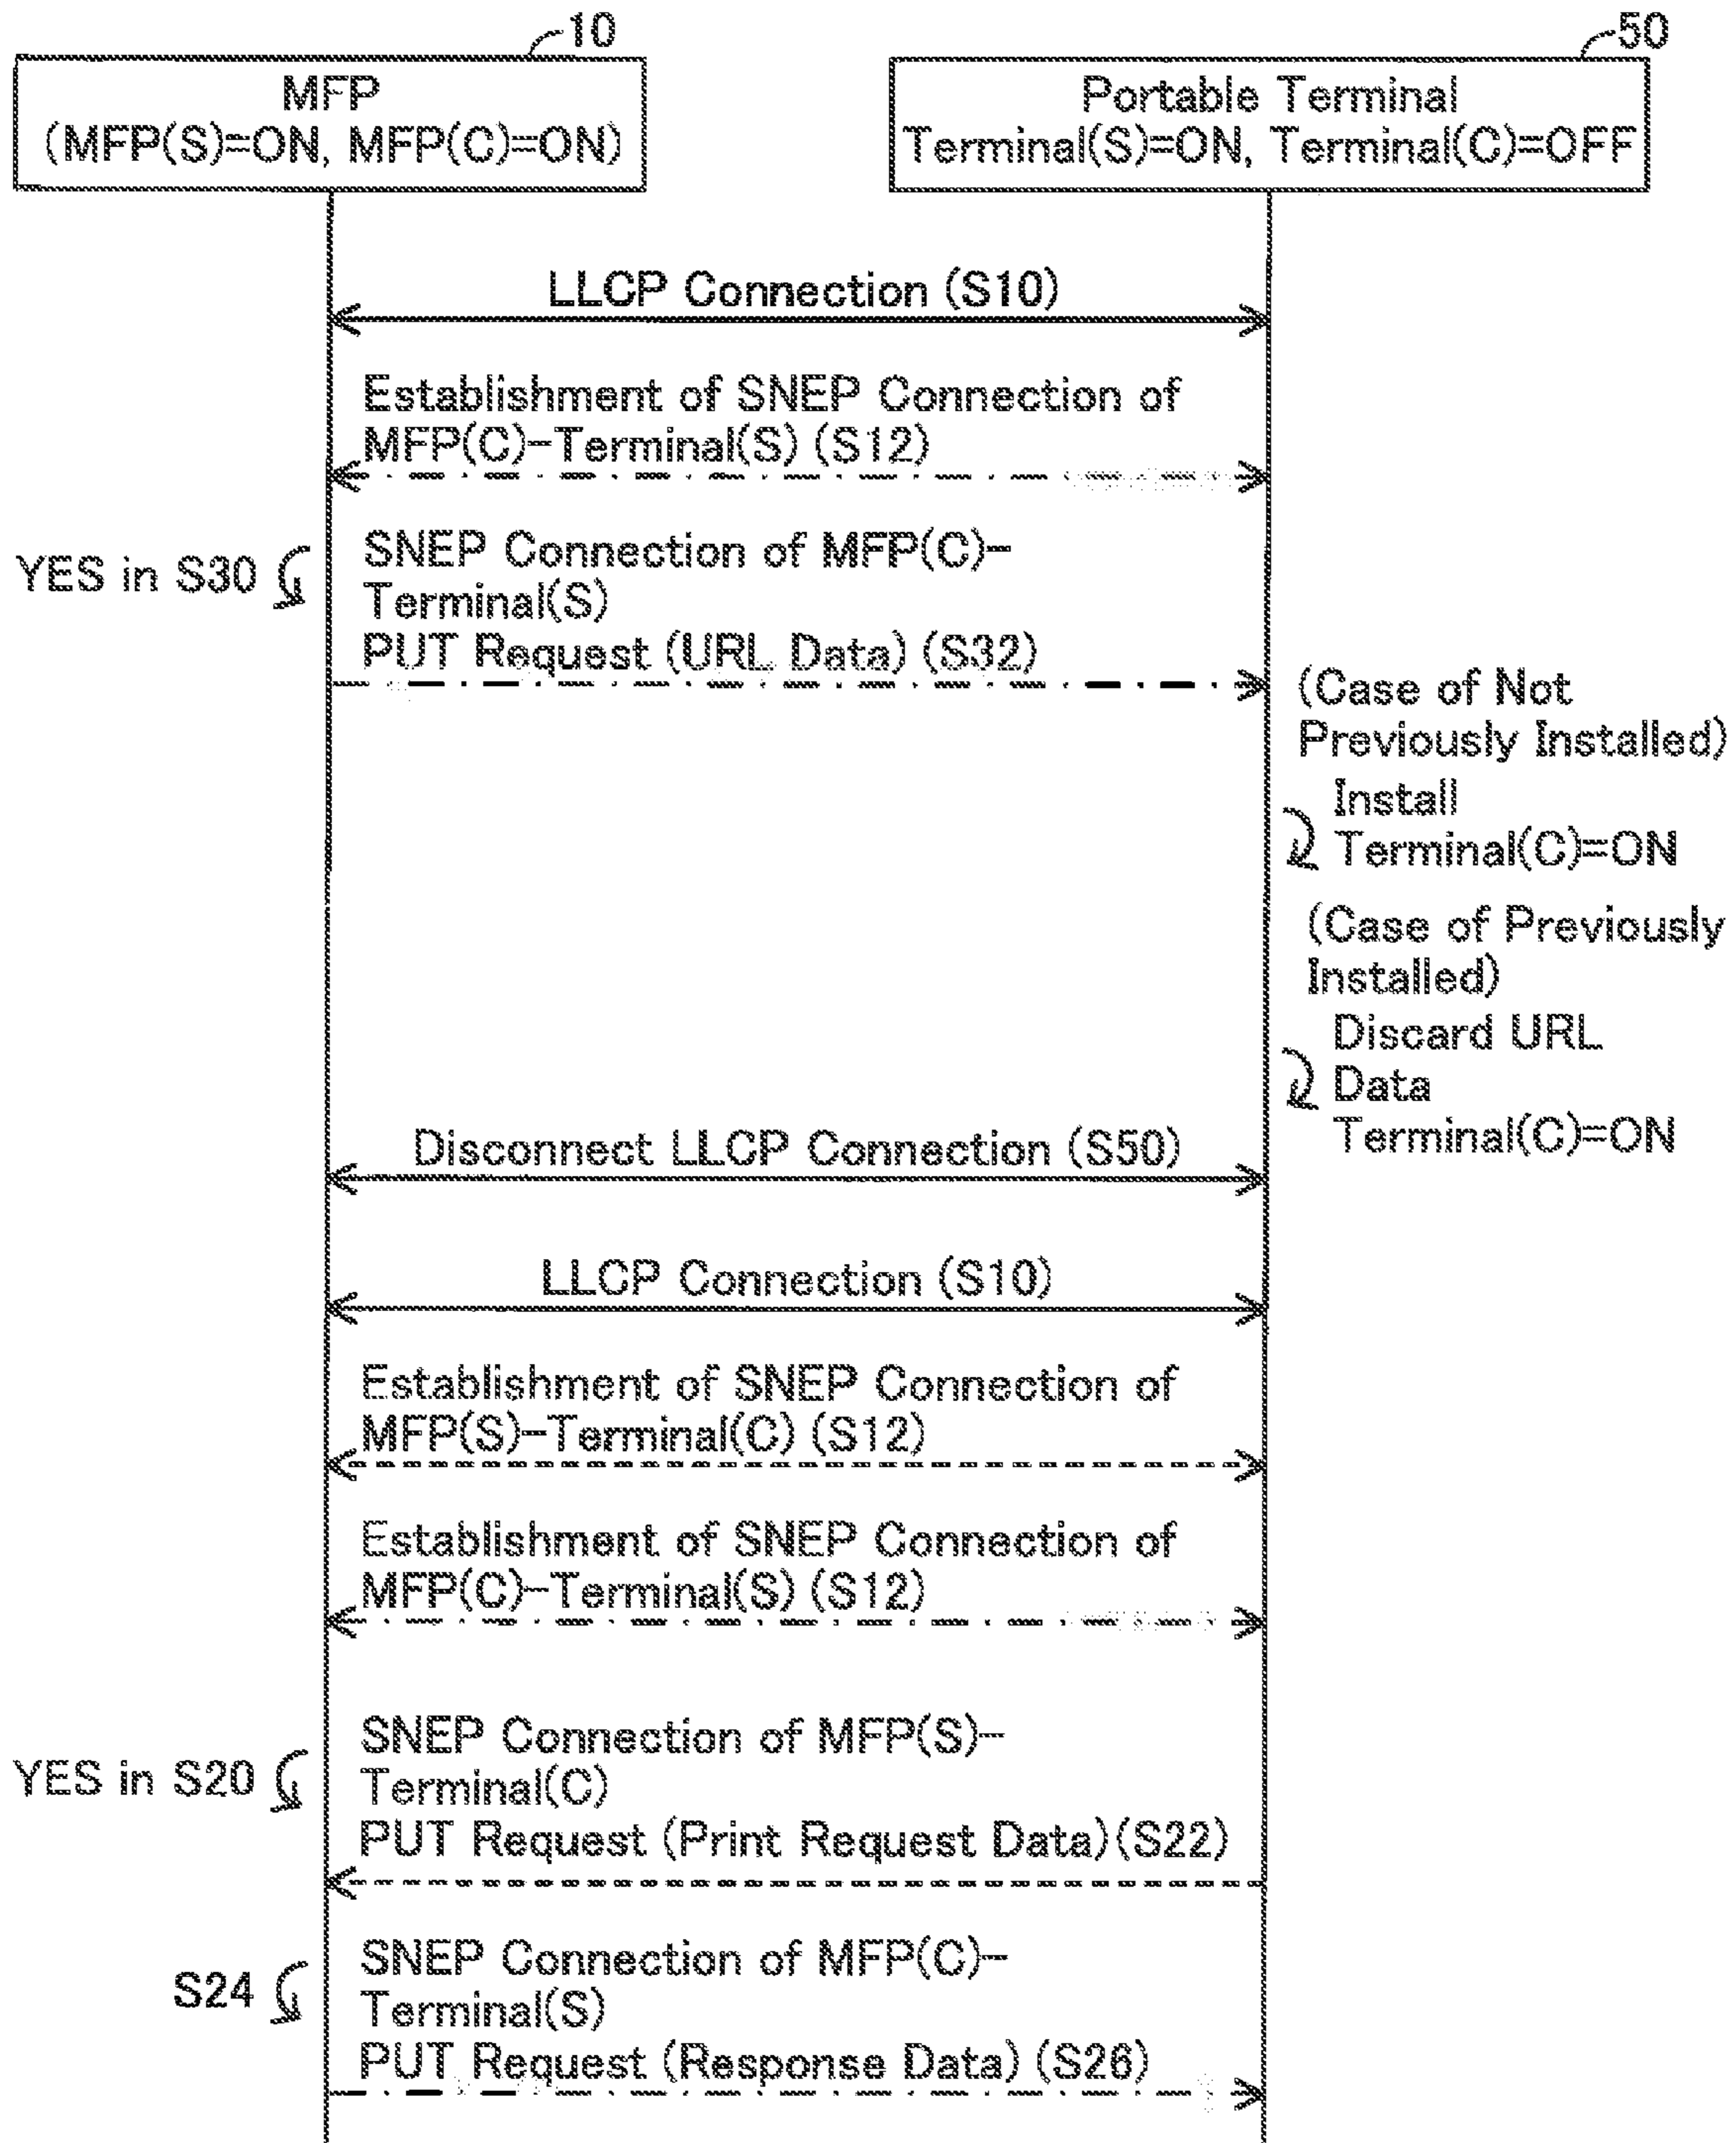 10
50
MFP
(MFP(S)=ON, MFP(C)=ON)
Portable Terminal
Terminal(S)=ON, Terminal(C)=OFF
LLCP Connection (S10)
Establishment of SNEP Connection of
MFP(C)-Terminal(S) (S12)
YES in S30
SNEP Connection of MFP(C)-
Terminal(S)
PUT Request (URL Data) (S32)
(Case of Not
Previously Installed)
Install
Terminal(C)=ON
(Case of Previously
Installed)
Discard URL
Data
Terminal(C)=ON
Disconnect LLCP Connection (S50)
LLCP Connection (S10)
Establishment of SNEP Connection of
MFP(S)-Terminal(C) (S12)
Establishment of SNEP Connection of
MFP(C)-Terminal(S) (S12)
YES in S20
SNEP Connection of MFP(S)-
Terminal(C)
PUT Request (Print Request Data)(S22)
S24
SNEP Connection of MFP(C)-
Terminal(S)
PUT Request (Response Data) (S26)